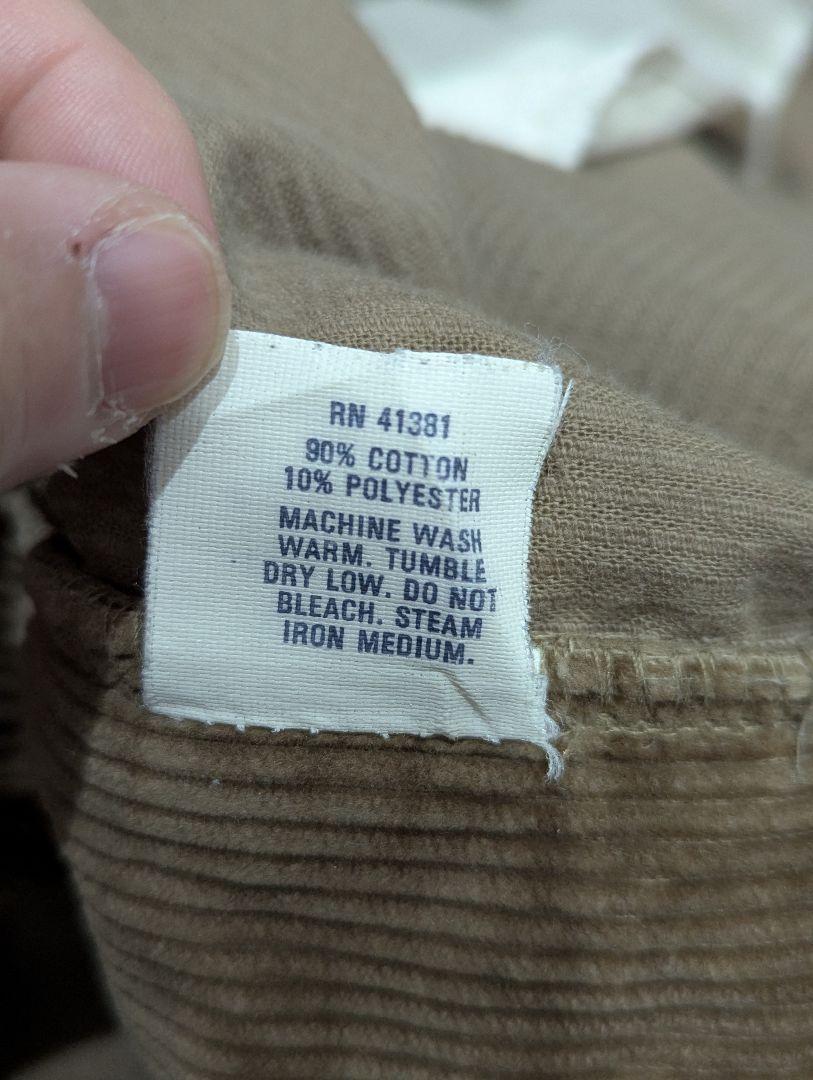 RN 41381
90% COTTON
10% POLYESTER
MACHINE WASH
WARM. TUMBLE
DRY LOW. DO NOT
BLEACH. STEAM
IRON MEDIUM.